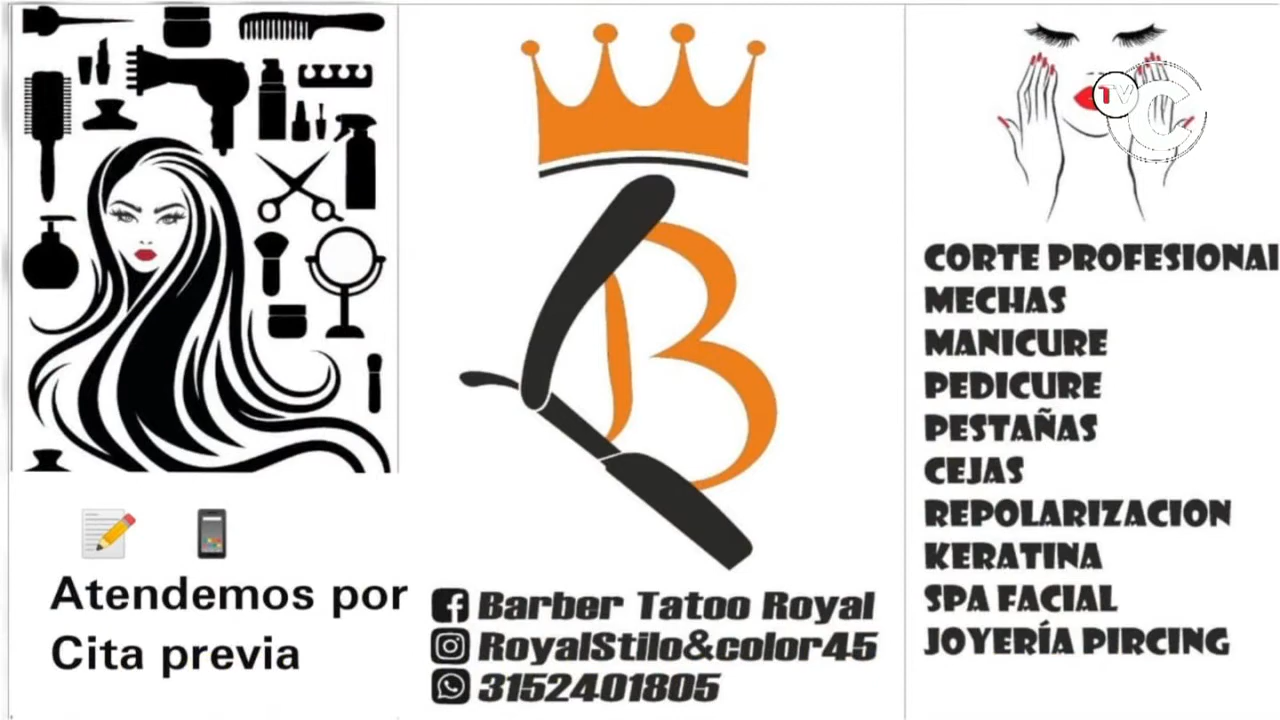 Atendemos por
Cita previa
B
Barber Tatoo Royal
RoyalStilo&color45
3152401805
TV
C
CORTE PROFESIONAL
MECHAS
MANICURE
PEDICURE
PESTAÑAS
CEJAS
REPOLARIZACION
KERATINA
SPA FACIAL
JOYERÍA PIRCING